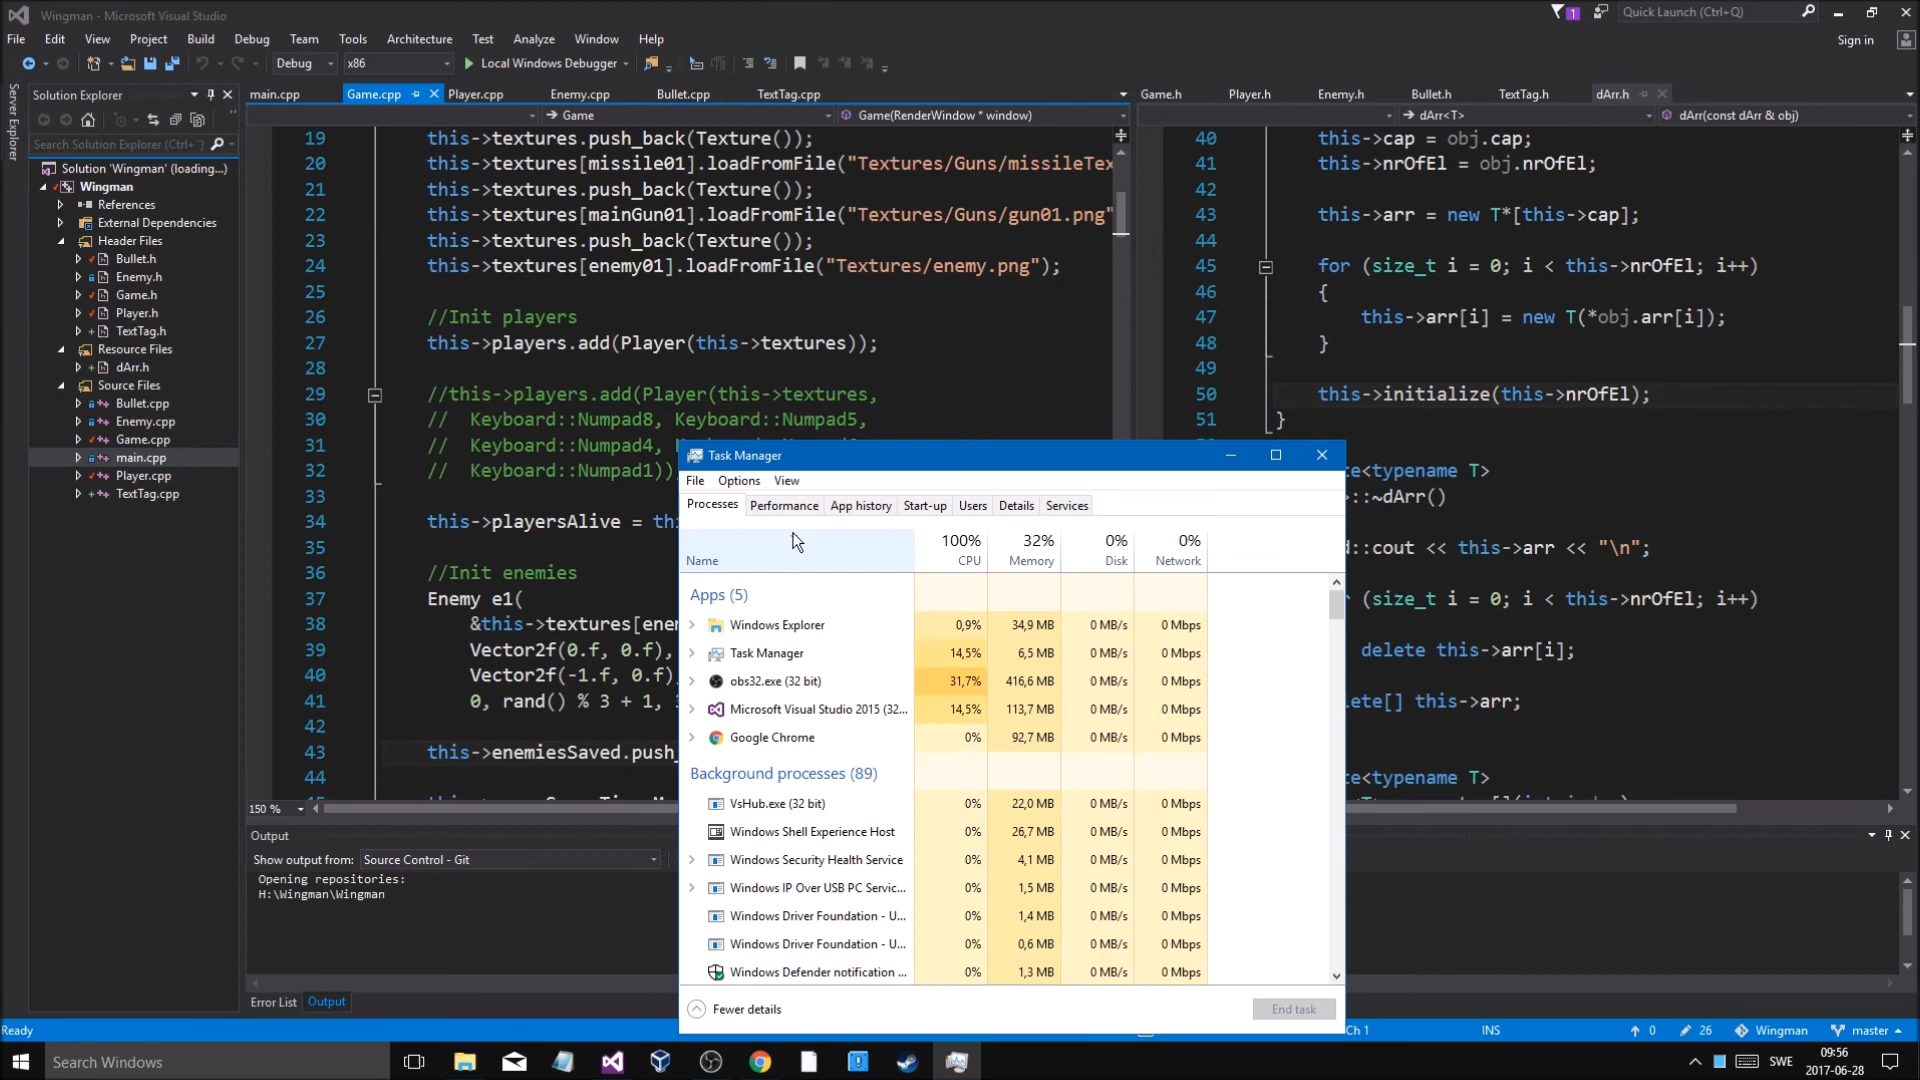 Wingman - Microsoft Visual Studio
1
Quick Launch (Ctrl+Q)
File Edit View Project Build Debug Team Tools Architecture Test Analyze Window Help
Sign in
Debug x86 Local Windows Debugger
Server Explorer
Solution Explorer
Search Solution Explorer (Ctrl+
Solution 'Wingman' (loading...)
Wingman
References
External Dependencies
Header Files
Bullet.h
Enemy.h
Game.h
Player.h
TextTag.h
Resource Files
dArr.h
Source Files
Bullet.cpp
Enemy.cpp
Game.cpp
main.cpp
Player.cpp
TextTag.cpp
main.cpp Game.cpp Player.cpp Enemy.cpp Bullet.cpp TextTag.cpp
Game Game(RenderWindow * window)
19 this->textures.push_back(Texture());
20 this->textures[missile01].loadFromFile("Textures/Guns/missileTex
21 this->textures.push_back(Texture());
22 this->textures[mainGun01].loadFromFile("Textures/Guns/gun01.png"
23 this->textures.push_back(Texture());
24 this->textures[enemy01].loadFromFile("Textures/enemy.png");
25
26 //Init players
27 this->players.add(Player(this->textures));
28
29 //this->players.add(Player(this->textures,
30 // Keyboard::Numpad8, Keyboard::Numpad5,
31 // Keyboard::Numpad4,
32 // Keyboard::Numpad1))
33
34 this->playersAlive =
35
36 //Init enemies
37 Enemy e1(
38 &this->textures[ene
39 Vector2f(0.f, 0.f),
40 Vector2f(-1.f, 0.f)
41 0, rand() % 3 + 1,
42
43 this->enemiesSaved.push_
44
150 %
Game.h Player.h Enemy.h Bullet.h TextTag.h dArr.h
dArr<T> dArr(const dArr & obj)
40 this->cap = obj.cap;
41 this->nrOfEl = obj.nrOfEl;
42
43 this->arr = new T*[this->cap];
44
45 for (size_t i = 0; i < this->nrOfEl; i++)
46 {
47 this->arr[i] = new T(*obj.arr[i]);
48 }
49
50 this->initialize(this->nrOfEl);
51 }
te<typename T>
>::~dArr()
d::cout << this->arr << "\n";
(size_t i = 0; i < this->nrOfEl; i++)
delete this->arr[i];
lete[] this->arr;
te<typename T>
Task Manager
File Options View
Processes Performance App history Start-up Users Details Services
100% 32% 0% 0%
Name CPU Memory Disk Network
Apps (5)
Windows Explorer 0,9% 34,9 MB 0 MB/s 0 Mbps
Task Manager 14,5% 6,5 MB 0 MB/s 0 Mbps
obs32.exe (32 bit) 31,7% 416,6 MB 0 MB/s 0 Mbps
Microsoft Visual Studio 2015 (32... 14,5% 113,7 MB 0 MB/s 0 Mbps
Google Chrome 0% 92,7 MB 0 MB/s 0 Mbps
Background processes (89)
VsHub.exe (32 bit) 0% 22,0 MB 0 MB/s 0 Mbps
Windows Shell Experience Host 0% 26,7 MB 0 MB/s 0 Mbps
Windows Security Health Service 0% 4,1 MB 0 MB/s 0 Mbps
Windows IP Over USB PC Servic... 0% 1,5 MB 0 MB/s 0 Mbps
Windows Driver Foundation - U... 0% 1,4 MB 0 MB/s 0 Mbps
Windows Driver Foundation - U... 0% 0,6 MB 0 MB/s 0 Mbps
Windows Defender notification ... 0% 1,3 MB 0 MB/s 0 Mbps
Fewer details End task
Output
Show output from: Source Control - Git
Opening repositories:
H:\Wingman\Wingman
Error List Output
Ready Ch 1 INS 0 26 Wingman master
Search Windows
SWE 09:56
2017-06-28